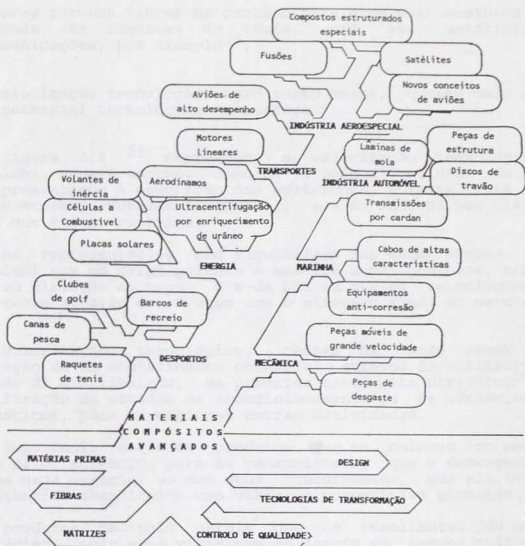 Compostos estruturados
especiais
Fusões
Satélites
Aviões de
alto desempenho
Novos conceitos
de aviões
INDÚSTRIA AEROESPECIAL
Motores
Lineares
Lâminas de
mola
Peças de
estrutura
TRANSPORTES
INDÚSTRIA AUTOMÓVEL
Discos de
travão
Volantes de
inércia
Aerodinamos
Células a
Combustivel
Ultracentrifugação
por enriquecimento
de urâneo
Transmissões
por cardan
Placas solares
ENERGIA
MARINHA
Cabos de altas
características
Clubes
de golf
Barcos de
recreio
Equipamentos
anti-corresão
Canas de
pesca
Peças móveis de
grande velocidade
DESPORTOS
MECÂNICA
Raquetes
de tenis
Peças de
desgaste
MATERIAIS
COMPÓSITOS
AVANÇADOS
MATÉRIAS PRIMAS
DESIGN
FIBRAS
TECNOLOGIAS DE TRANSFORMAÇÃO
MATRIZES
CONTROLO DE QUALIDADE